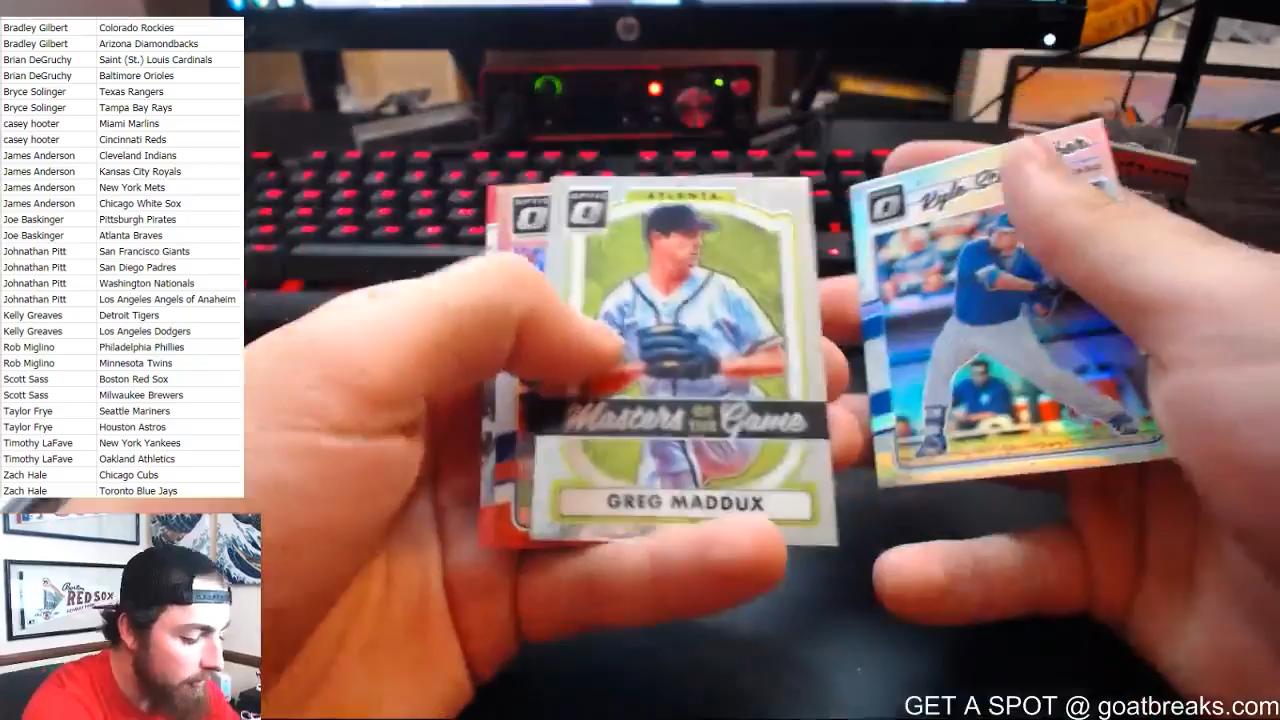 Bradley Gilbert Colorado Rockies
Bradley Gilbert Arizona Diamondbacks
Brian DeGruchy Saint (St.) Louis Cardinals
Brian DeGruchy Baltimore Orioles
Bryce Solinger Texas Rangers
Bryce Solinger Tampa Bay Rays
casey hooter Miami Marlins
casey hooter Cincinnati Reds
James Anderson Cleveland Indians
James Anderson Kansas City Royals
James Anderson New York Mets
James Anderson Chicago White Sox
Joe Baskinger Pittsburgh Pirates
Joe Baskinger Atlanta Braves
Johnathan Pitt San Francisco Giants
Johnathan Pitt San Diego Padres
Johnathan Pitt Washington Nationals
Johnathan Pitt Los Angeles Angels of Anaheim
Kelly Greaves Detroit Tigers
Kelly Greaves Los Angeles Dodgers
Rob Miglino Philadelphia Phillies
Rob Miglino Minnesota Twins
Scott Sass Boston Red Sox
Scott Sass Milwaukee Brewers
Taylor Frye Seattle Mariners
Taylor Frye Houston Astros
Timothy LaFave New York Yankees
Timothy LaFave Oakland Athletics
Zach Hale Chicago Cubs
Zach Hale Toronto Blue Jays
ATLANTA
Masters OF THE Game
GREG MADDUX
RED SOX
GET A SPOT @ goatbreaks.com